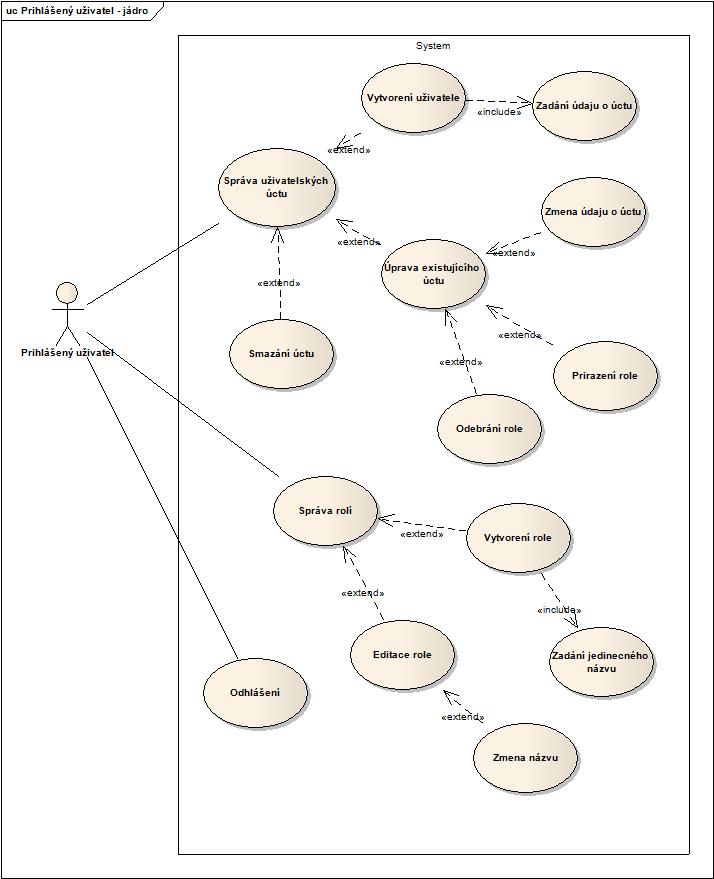 uc Prihlášený uživatel - jádro
System
Vytvorení uživatele
«include»
Zadání údaju o úctu
«extend»
Správa uživatelských
úctu
Zmena údaju o úctu
«extend»
«extend»
Úprava existujícího
úctu
«extend»
Prihlášený uživatel
Smazání úctu
«extend»
«extend»
Prirazení role
Odebrání role
Správa rolí
«extend»
Vytvorení role
«extend»
«include»
Editace role
Zadání jedinecného
názvu
Odhlášení
«extend»
Zmena názvu